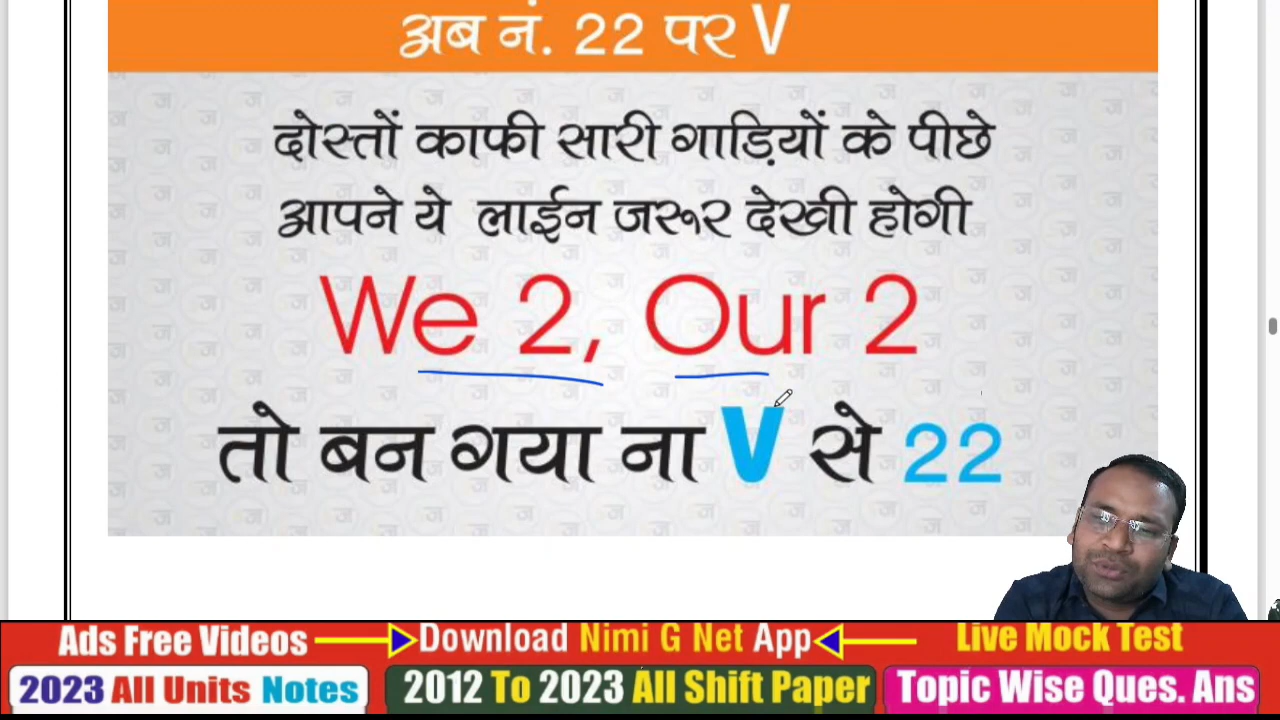 अब नं. 22 पर V
दोस्तों काफी सारी गाड़ियों के पीछे
आपने ये लाईन जरूर देखी होगी
We 2, Our 2
तो बन गया ना V से 22
Ads Free Videos Download Nimi G Net App Live Mock Test
2023 All Units Notes 2012 To 2023 All Shift Paper Topic Wise Ques. Ans